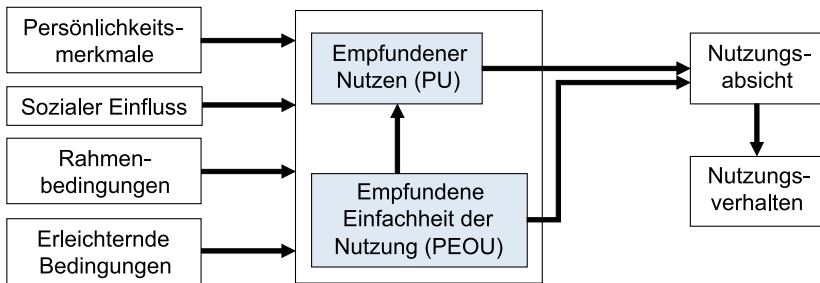 Persönlichkeits-
merkmale
Sozialer Einfluss
Rahmen-
bedingungen
Erleichternde
Bedingungen
Empfundener
Nutzen (PU)
Empfundene
Einfachheit der
Nutzung (PEOU)
Nutzungs-
absicht
Nutzungs-
verhalten